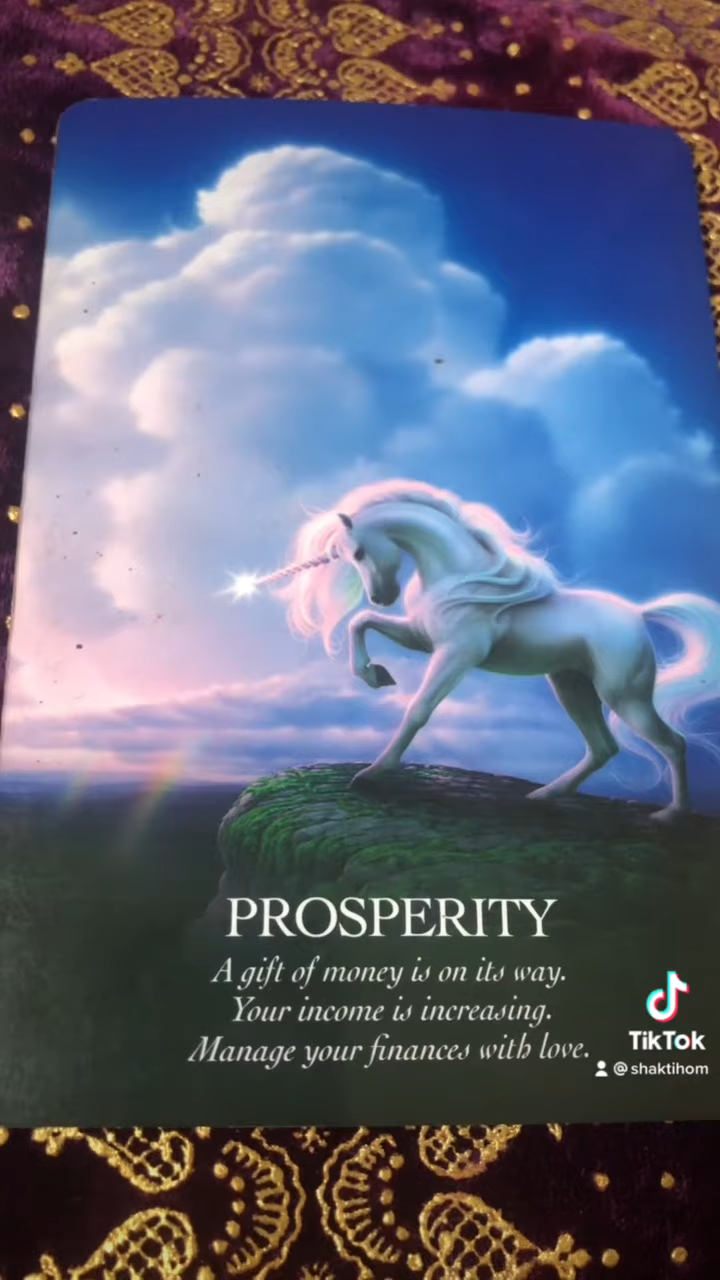 PROSPERITY
A gift of money is on its way.
Your income is increasing.
Manage your finances with love.
TikTok
@shaktihom